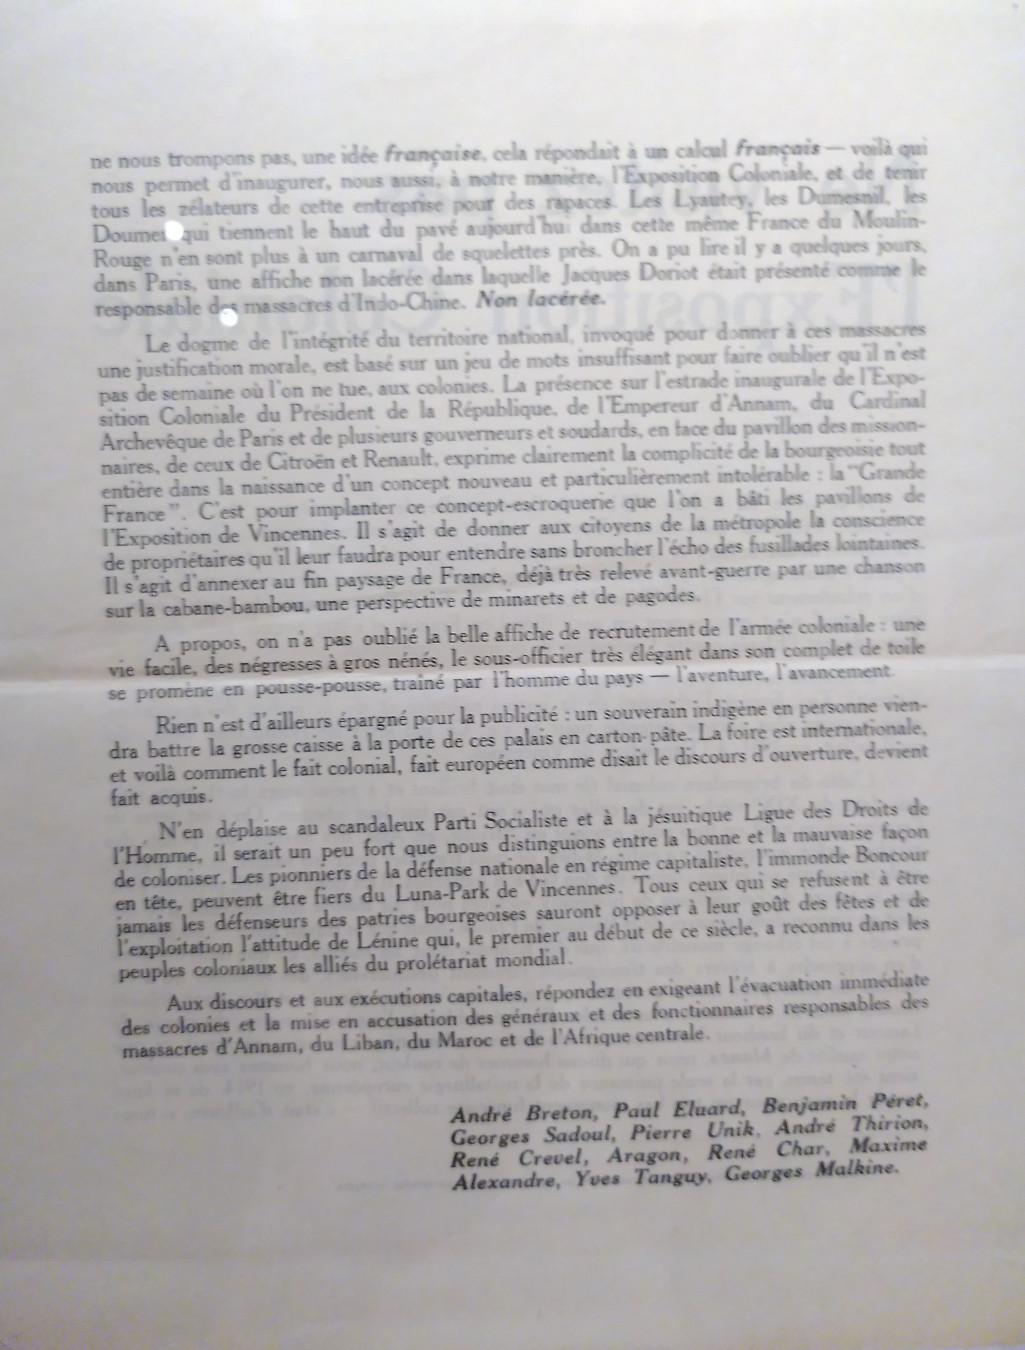 ne nous trompons pas, une idée française, cela répondait à un calcul français — voilà qui
nous permet d'inaugurer, nous aussi, à notre manière, l'Exposition Coloniale, et de tenir
tous les zélateurs de cette entreprise pour des rapaces. Les Lyautey, les Dumesnil, les
Doumer qui tiennent le haut du pavé aujourd'hui dans cette même France du Moulin-
Rouge n'en sont plus à un carnaval de squelettes près. On a pu lire il y a quelques jours,
dans Paris, une affiche non lacérée dans laquelle Jacques Doriot était présenté comme le
responsable des massacres d'Indo-Chine. Non lacérée.
Le dogme de l'intégrité du territoire national, invoqué pour donner à ces massacres
une justification morale, est basé sur un jeu de mots insuffisant pour faire oublier qu'il n'est
pas de semaine où l'on ne tue, aux colonies. La présence sur l'estrade inaugurale de l'Expo-
sition Coloniale du Président de la République, de l'Empereur d'Annam, du Cardinal
Archevêque de Paris et de plusieurs gouverneurs et soudards, en face du pavillon des mission-
naires, de ceux de Citroën et Renault, exprime clairement la complicité de la bourgeoisie tout
entière dans la naissance d'un concept nouveau et particulièrement intolérable : la "Grande
France". C'est pour implanter ce concept-escroquerie que l'on a bâti les pavillons de
l'Exposition de Vincennes. Il s'agit de donner aux citoyens de la métropole la conscience
de propriétaires qu'il leur faudra pour entendre sans broncher l'écho des fusillades lointaines.
Il s'agit d'annexer au fin paysage de France, déjà très relevé avant-guerre par une chanson
sur la cabane-bambou, une perspective de minarets et de pagodes.
A propos, on n'a pas oublié la belle affiche de recrutement de l'armée coloniale : une
vie facile, des négresses à gros nénés, le sous-officier très élégant dans son complet de toile
se promène en pousse-pousse, traîné par l'homme du pays — l'aventure, l'avancement.
Rien n'est d'ailleurs épargné pour la publicité : un souverain indigène en personne vien-
dra battre la grosse caisse à la porte de ces palais en carton-pâte. La foire est internationale,
et voilà comment le fait colonial, fait européen comme disait le discours d'ouverture, devient
fait acquis.
N'en déplaise au scandaleux Parti Socialiste et à la jésuitique Ligue des Droits de
l'Homme, il serait un peu fort que nous distinguions entre la bonne et la mauvaise façon
de coloniser. Les pionniers de la défense nationale en régime capitaliste, l'immonde Boncour
en tête, peuvent être fiers du Luna-Park de Vincennes. Tous ceux qui se refusent à être
jamais les défenseurs des patries bourgeoises sauront opposer à leur goût des fêtes et de
l'exploitation l'attitude de Lénine qui, le premier au début de ce siècle, a reconnu dans les
peuples coloniaux les alliés du prolétariat mondial.
Aux discours et aux exécutions capitales, répondez en exigeant l'évacuation immédiate
des colonies et la mise en accusation des généraux et des fonctionnaires responsables des
massacres d'Annam, du Liban, du Maroc et de l'Afrique centrale.
André Breton, Paul Eluard, Benjamin Péret,
Georges Sadoul, Pierre Unik, André Thirion,
René Crevel, Aragon, René Char, Maxime
Alexandre, Yves Tanguy, Georges Malkine.